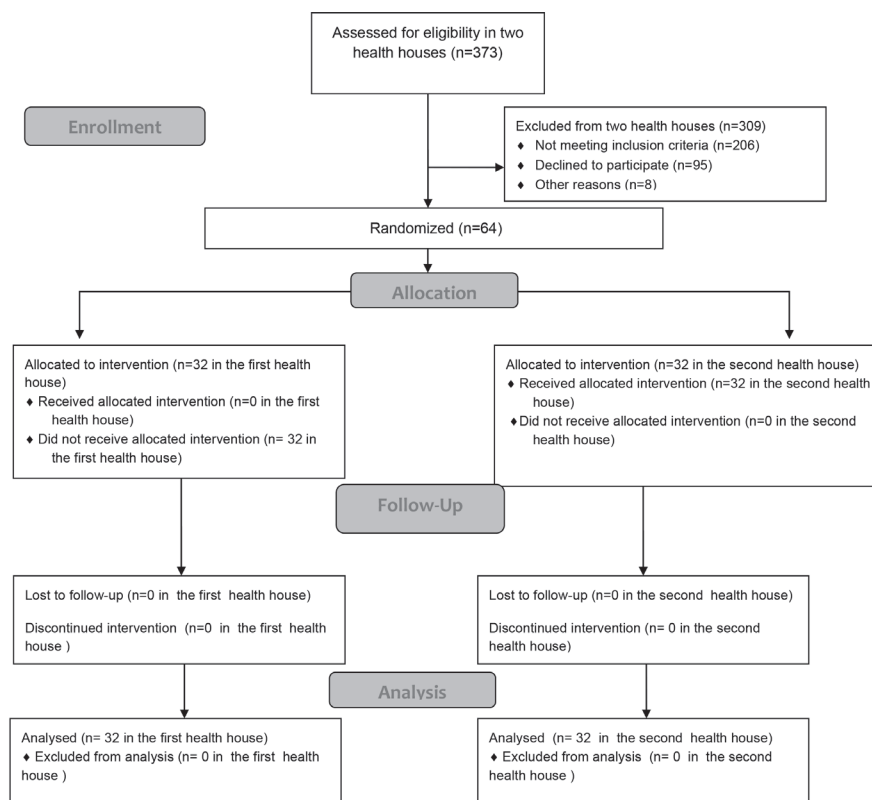 Assessed for eligibility in two
health houses (n=373)
Enrollment
Excluded from two health houses (n=309)
♦ Not meeting inclusion criteria (n=206)
♦ Declined to participate (n=95)
♦ Other reasons (n=8)
Randomized (n=64)
Allocation
Allocated to intervention (n=32 in the first health
house)
♦ Received allocated intervention (n=0 in the first
health house)
♦ Did not receive allocated intervention (n= 32 in
the first health house)
Allocated to intervention (n=32 in the second health house)
♦ Received allocated intervention (n=32 in the second health
house)
♦Did not receive allocated intervention (n=0 in the second
health house)
Follow-Up
Lost to follow-up (n=0 in the first health house)
Discontinued intervention (n=0 in the first health
house )
Lost to follow-up (n=0 in the second health house)
Discontinued intervention (n= 0 in the second
health house)
Analysis
Analysed (n= 32 in the first health house)
♦ Excluded from analysis (n= 0 in the first health
house )
Analysed (n= 32 in the second health house)
♦ Excluded from analysis (n= 0 in the second
health house )